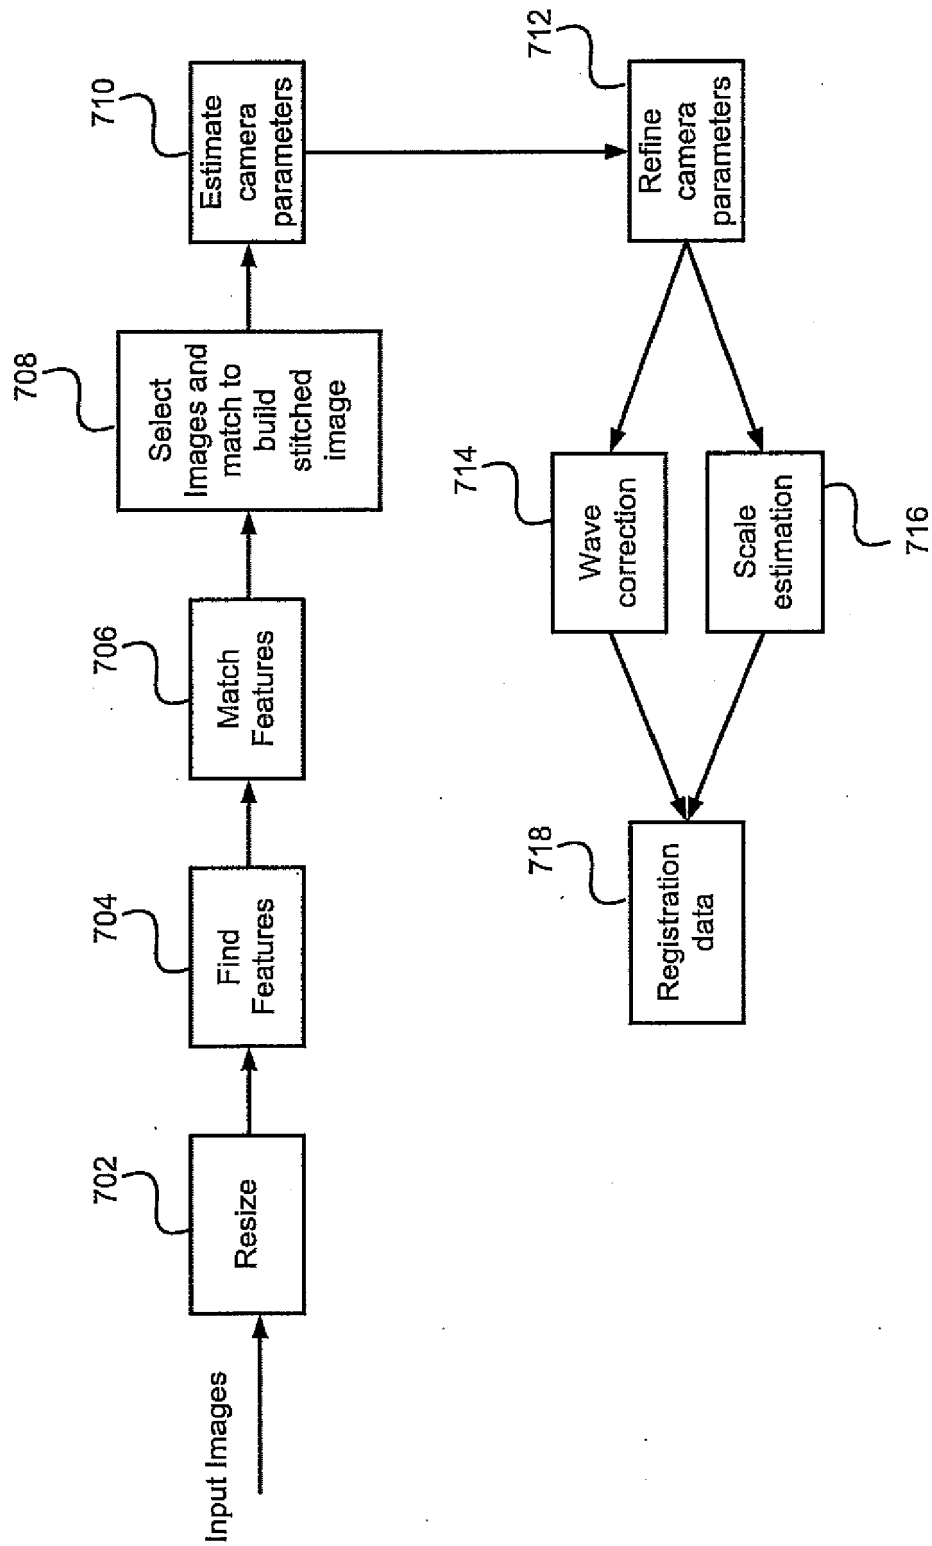 Input Images
702
Resize
704
Find
Features
706
Match
Features
708
Select
Images and
match to
build
stitched
image
710
Estimate
camera
parameters
712
Refine
camera
parameters
714
Wave
correction
716
Scale
estimation
718
Registration
data